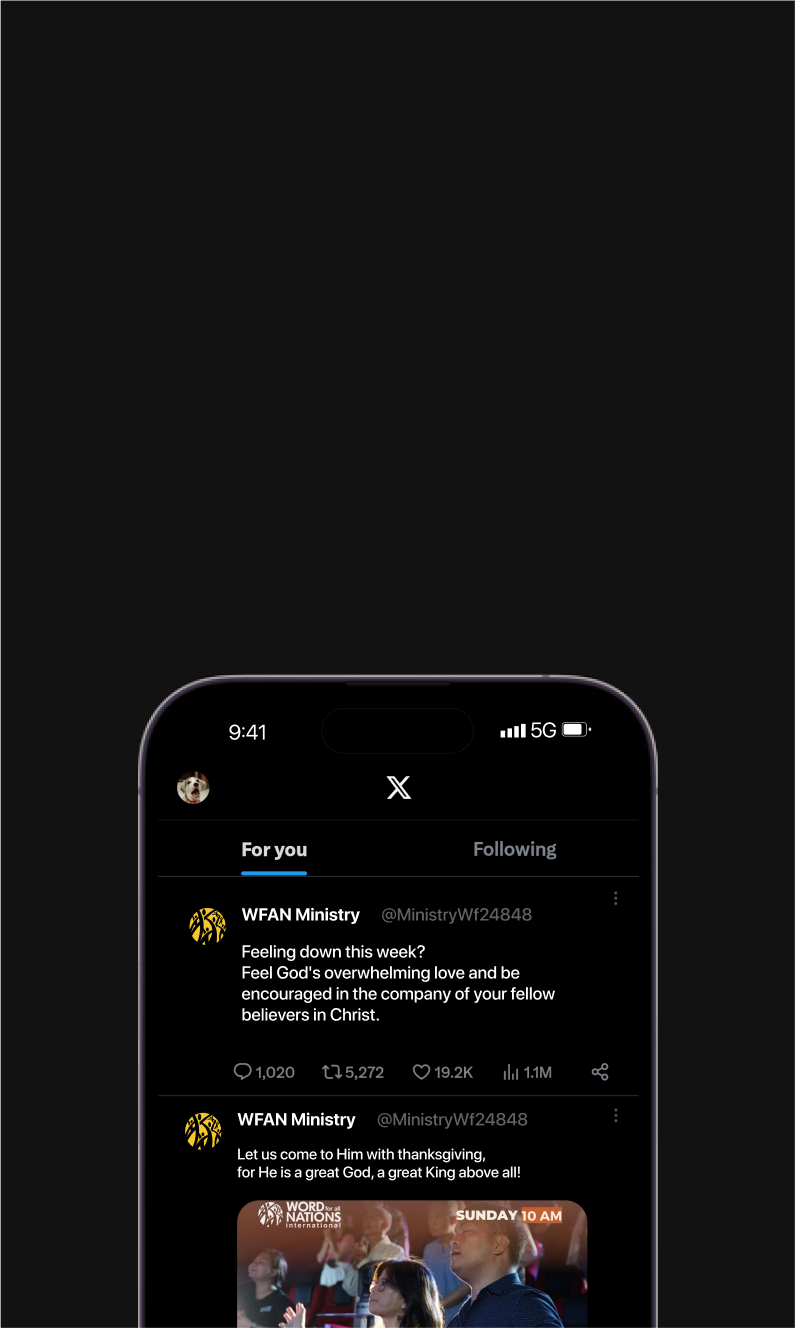 9:41
5G
X
For you
Following
WFAN Ministry @MinistryWf24848
Feeling down this week?
Feel God's overwhelming love and be
encouraged in the company of your fellow
believers in Christ.
1,020 5,272 19.2K 1.1M
WFAN Ministry @MinistryWf24848
Let us come to Him with thanksgiving,
for He is a great God, a great King above all!
WORD for all
NATIONS
international
SUNDAY 10 AM